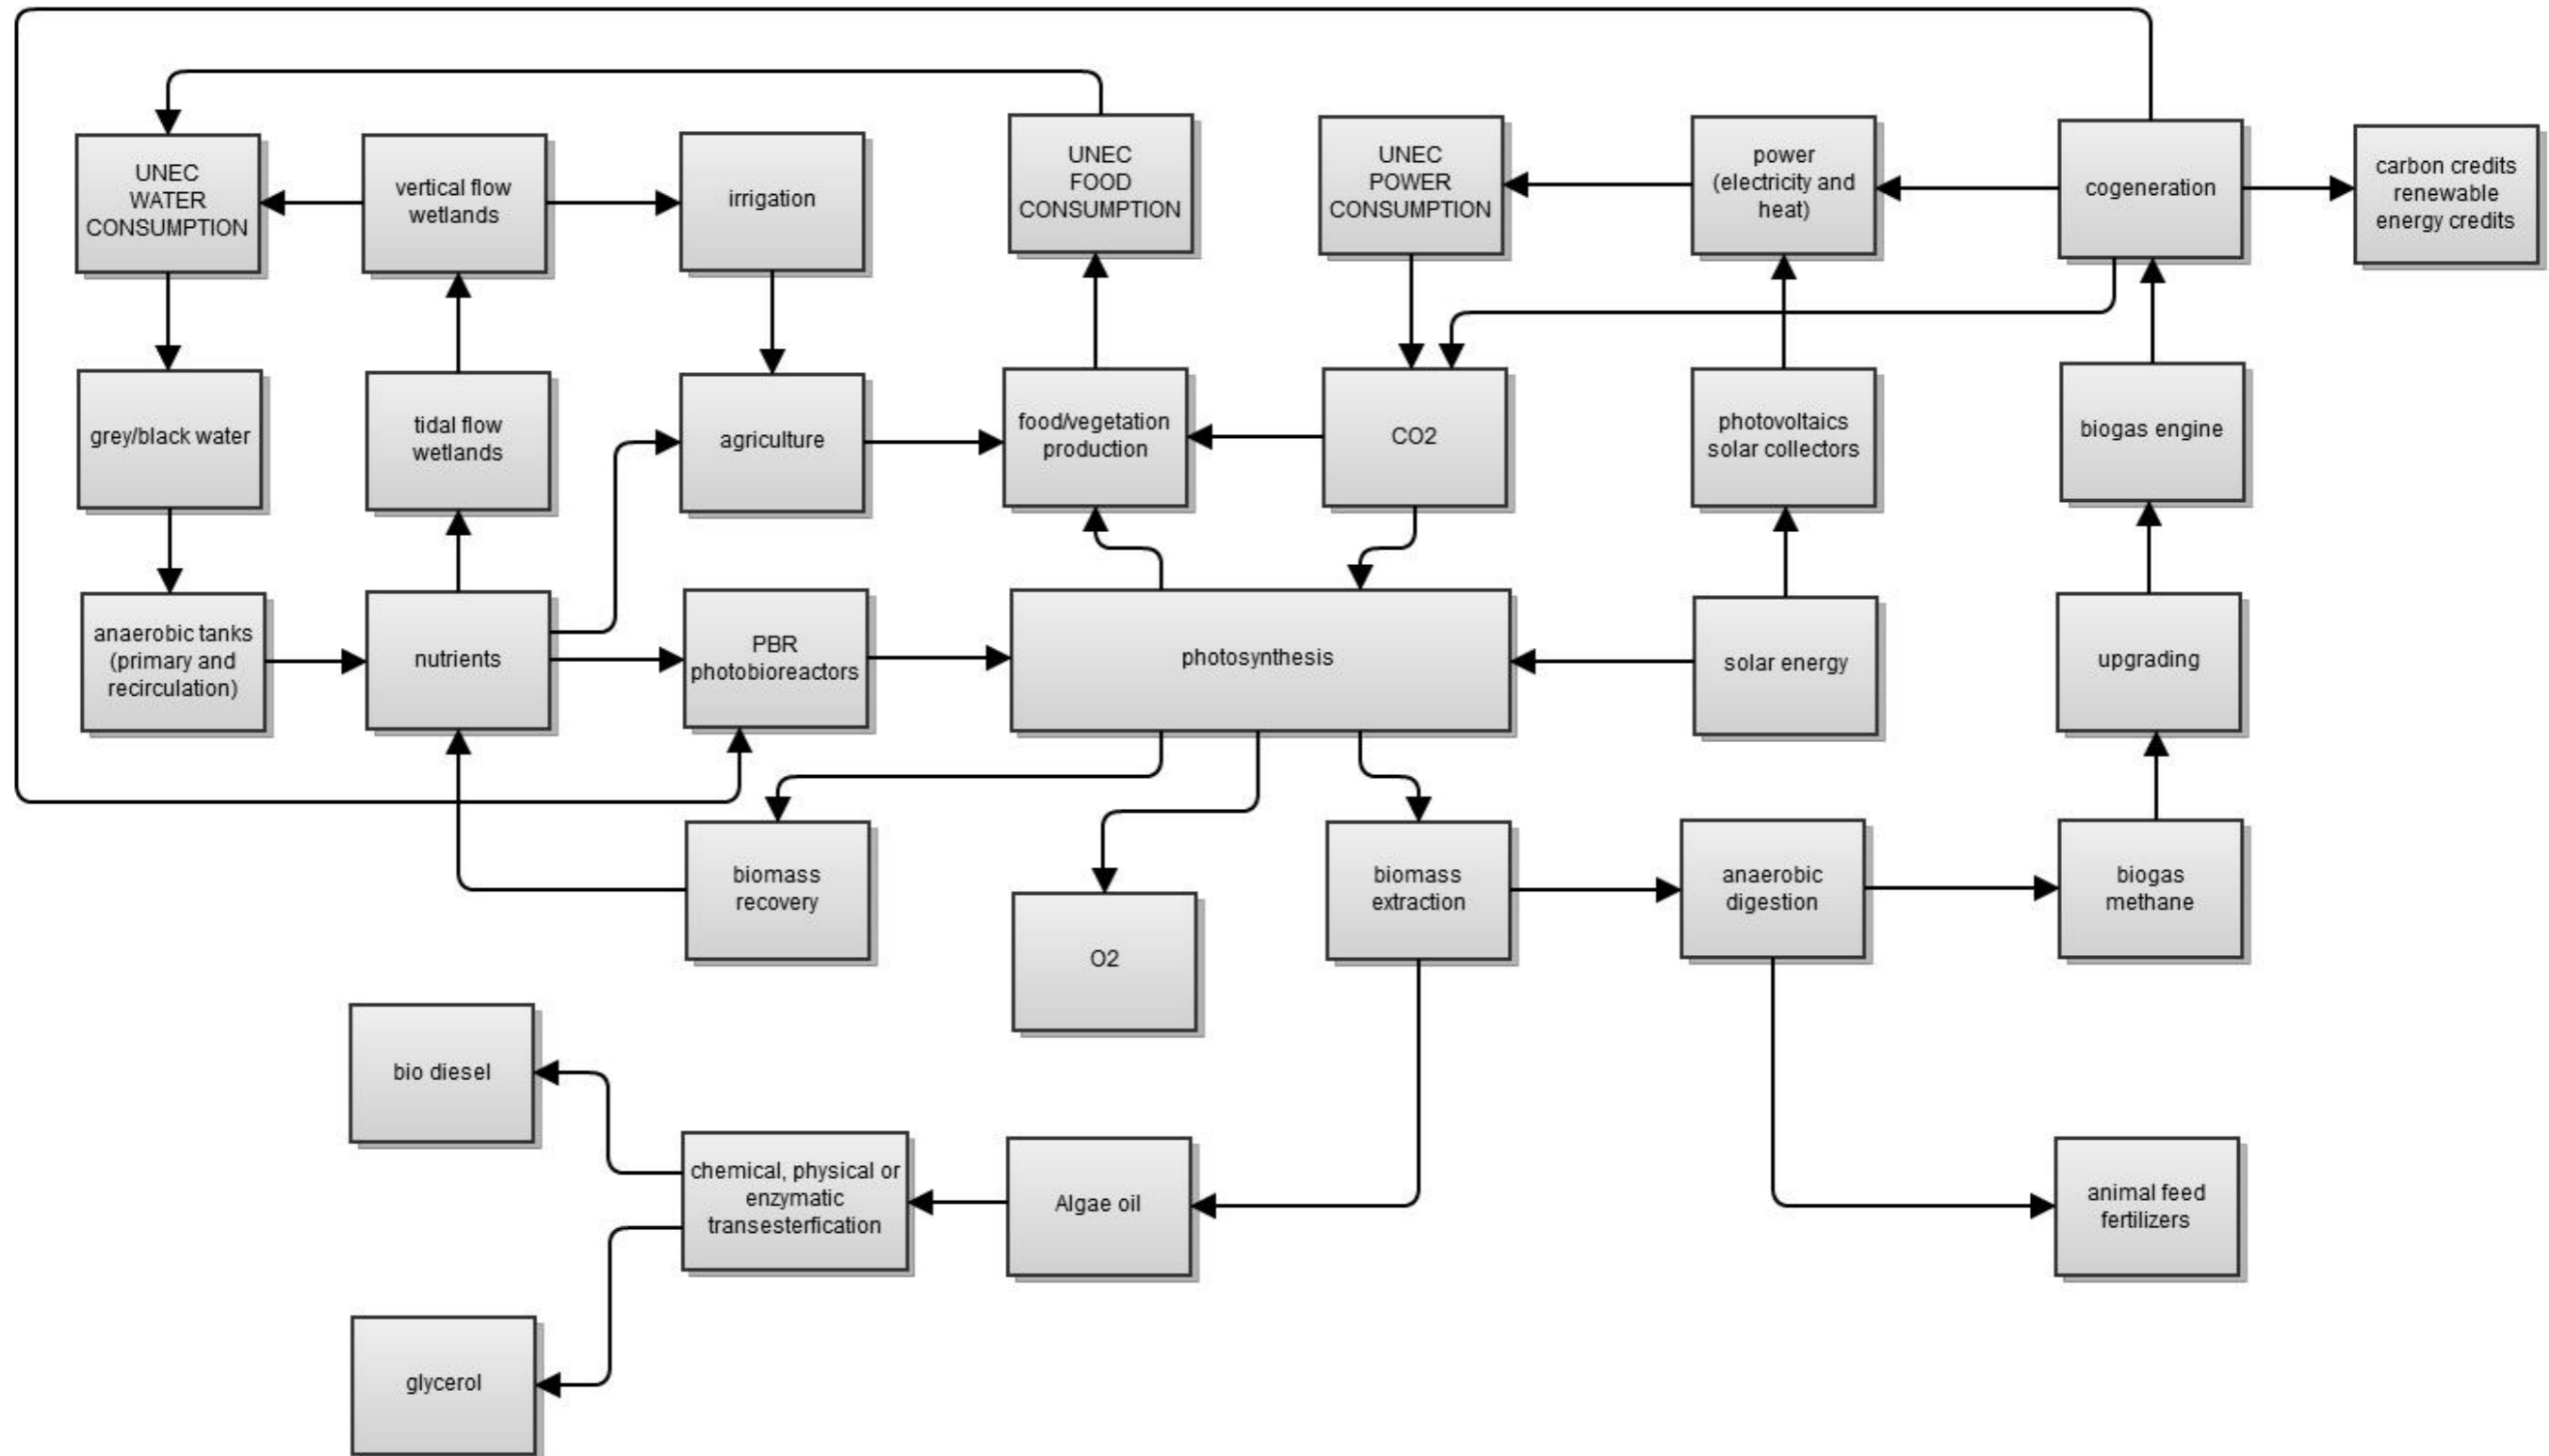 UNEC
WATER
CONSUMPTION
vertical flow
wetlands
irrigation
UNEC
FOOD
CONSUMPTION
UNEC
POWER
CONSUMPTION
power
(electricity and
heat)
cogeneration
carbon credits
renewable
energy credits
grey/black water
tidal flow
wetlands
agriculture
food/vegetation
production
CO2
photovoltaics
solar collectors
biogas engine
anaerobic tanks
(primary and
recirculation)
nutrients
PBR
photobioreactors
photosynthesis
solar energy
upgrading
biomass
recovery
O2
biomass
extraction
anaerobic
digestion
biogas
methane
bio diesel
chemical, physical or
enzymatic
transesterfication
Algae oil
animal feed
fertilizers
glycerol